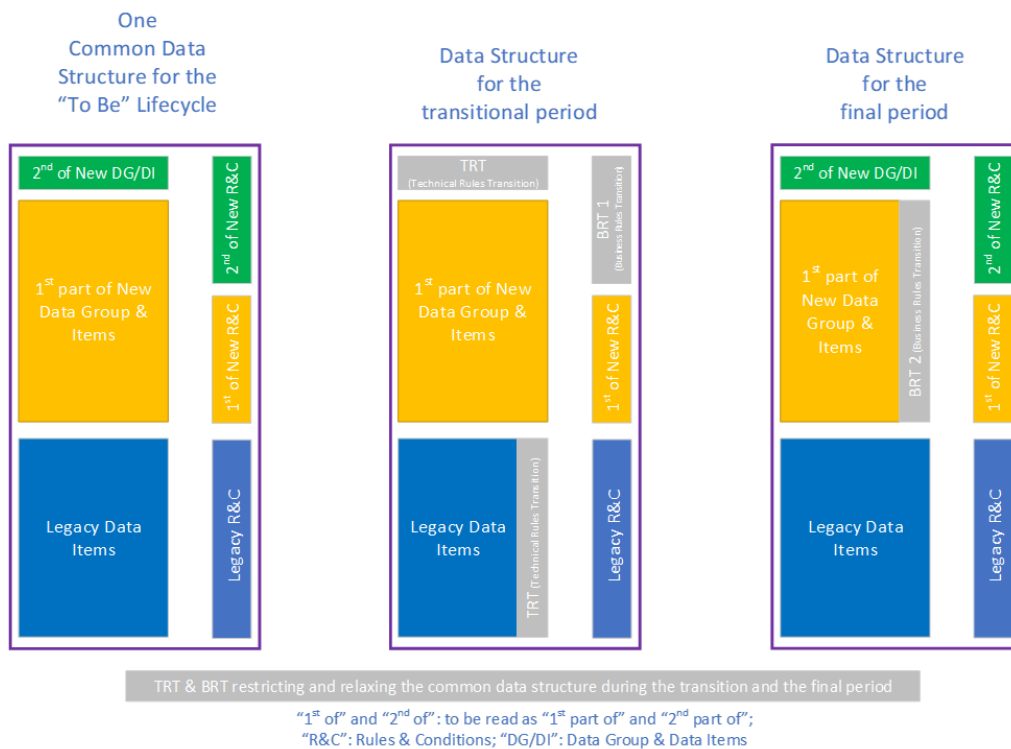 One
Common Data
Structure for the
“To Be” Lifecycle
2nd of New DG/DI
2nd of New R&C
1st part of New
Data Group &
Items
1st of New R&C
Legacy Data
Items
Legacy R&C
Data Structure
for the
transitional period
TRT
(Technical Rules Transition)
BRT 1
(Business Rules Transition)
1st part of New
Data Group &
Items
1st of New R&C
Legacy Data
Items
TRT (Technical Rules Transition)
Legacy R&C
Data Structure
for the
final period
2nd of New DG/DI
2nd of New R&C
1st part of
New Data
Group &
Items
BRT 2 (Business Rules Transition)
1st of New R&C
Legacy Data
Items
Legacy R&C
TRT & BRT restricting and relaxing the common data structure during the transition and the final period
“1st of” and “2nd of”: to be read as “1st part of” and “2nd part of”;
“R&C”: Rules & Conditions; “DG/DI”: Data Group & Data Items